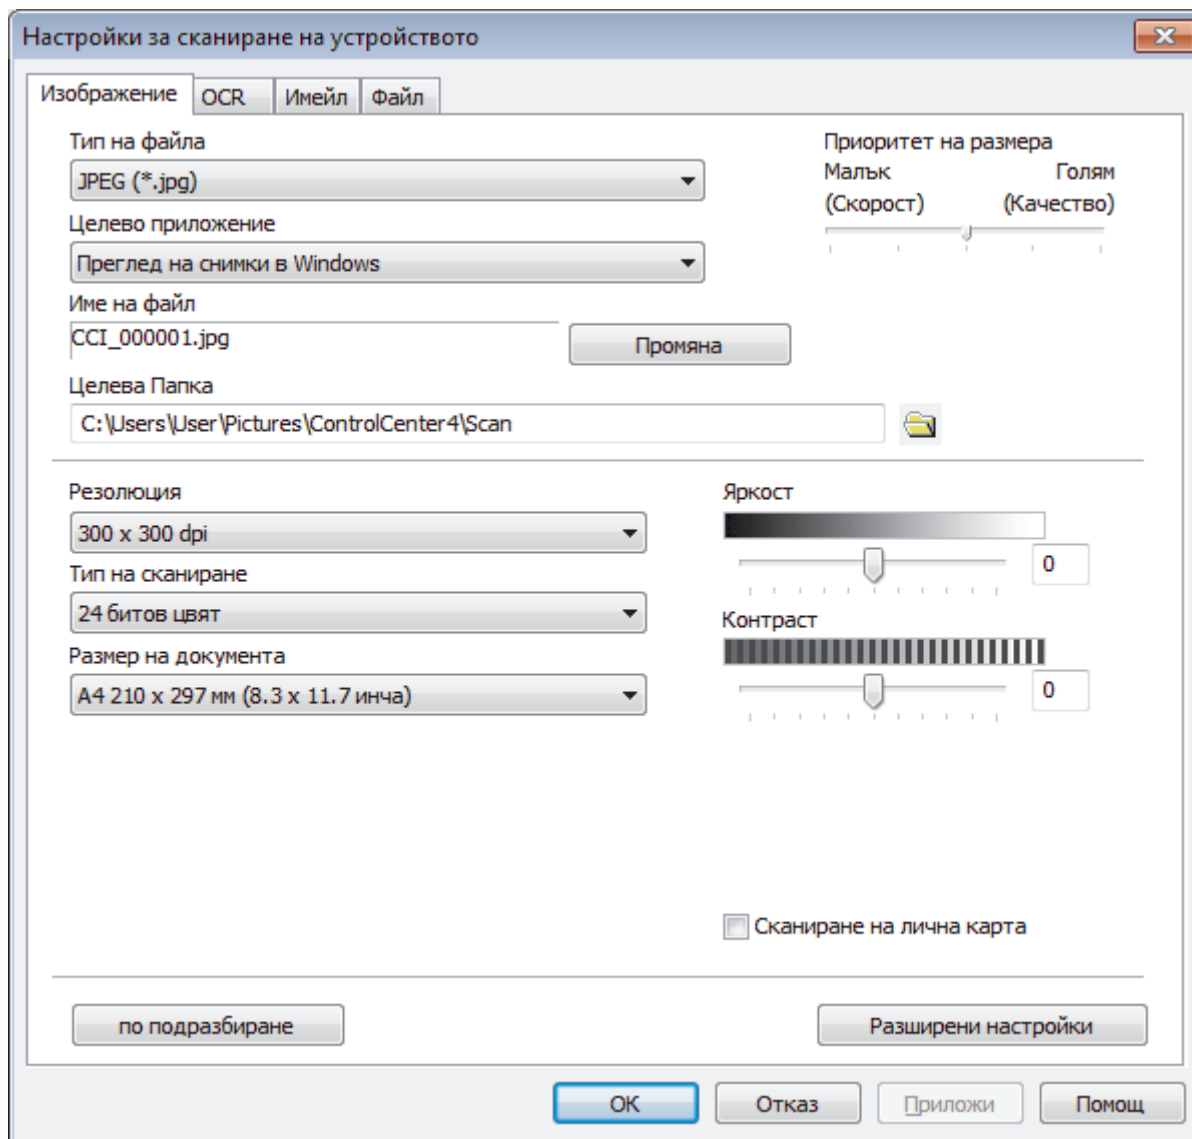 Настройки за сканиране на устройството
Изображение OCR Имейл Файл
Тип на файла
JPEG (*.jpg)
Целево приложение
Преглед на снимки в Windows
Име на файл
CCI_000001.jpg
Промяна
Целева Папка
C:\Users\User\Pictures\ControlCenter4\Scan
Приоритет на размера
Малък Голям
(Скорост) (Качество)
Резолюция
300 x 300 dpi
Тип на сканиране
24 битов цвят
Размер на документа
A4 210 x 297 мм (8.3 x 11.7 инча)
Яркост
0
Контраст
0
Сканиране на лична карта
по подразбиране
Разширени настройки
OK Отказ Приложи Помощ